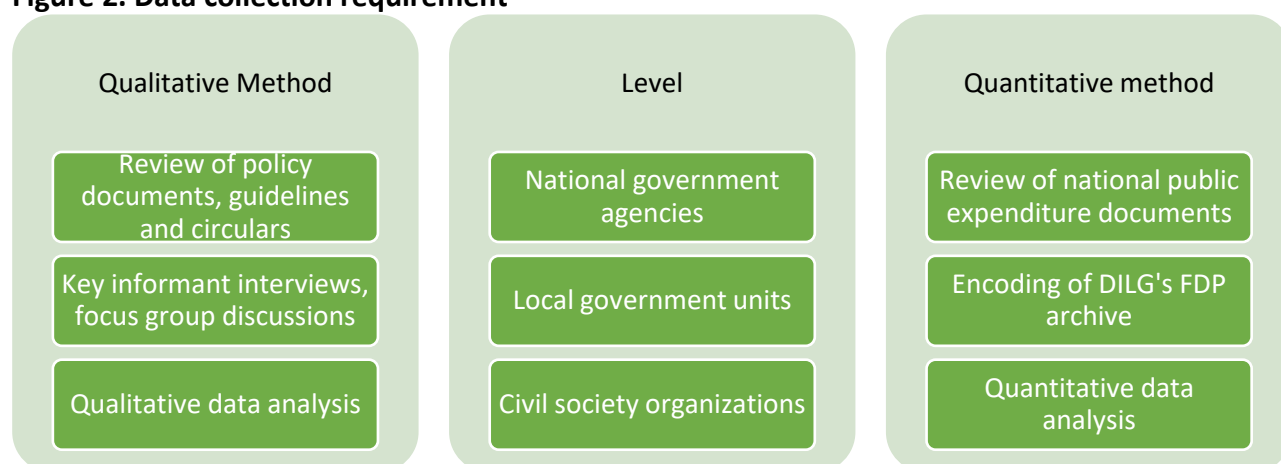 Figure 2. Data collection requirement
Qualitative Method
Review of policy
documents, guidelines
and circulars
Key informant interviews,
focus group discussions
Qualitative data analysis
Level
National government
agencies
Local government units
Civil society organizations
Quantitative method
Review of national public
expenditure documents
Encoding of DILG's FDP
archive
Quantitative data
analysis